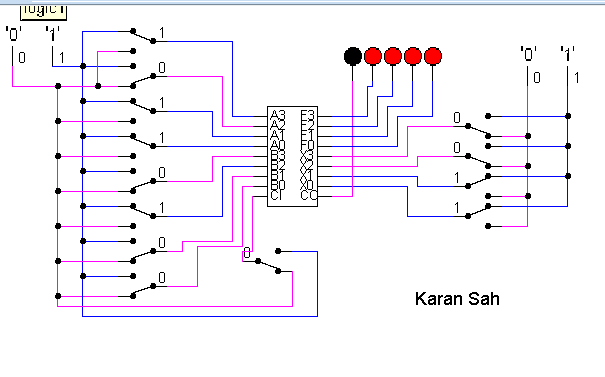 logic1
'0' '1'
0 1
1
0
1
1
0
1
0
0
A3 F3
A2 F2
A1 F1
A0 F0
B3 X3
B2 X2
B1 X1
B0 X0
CI CO
0
'0' '1'
0 1
0
0
1
1
Karan Sah